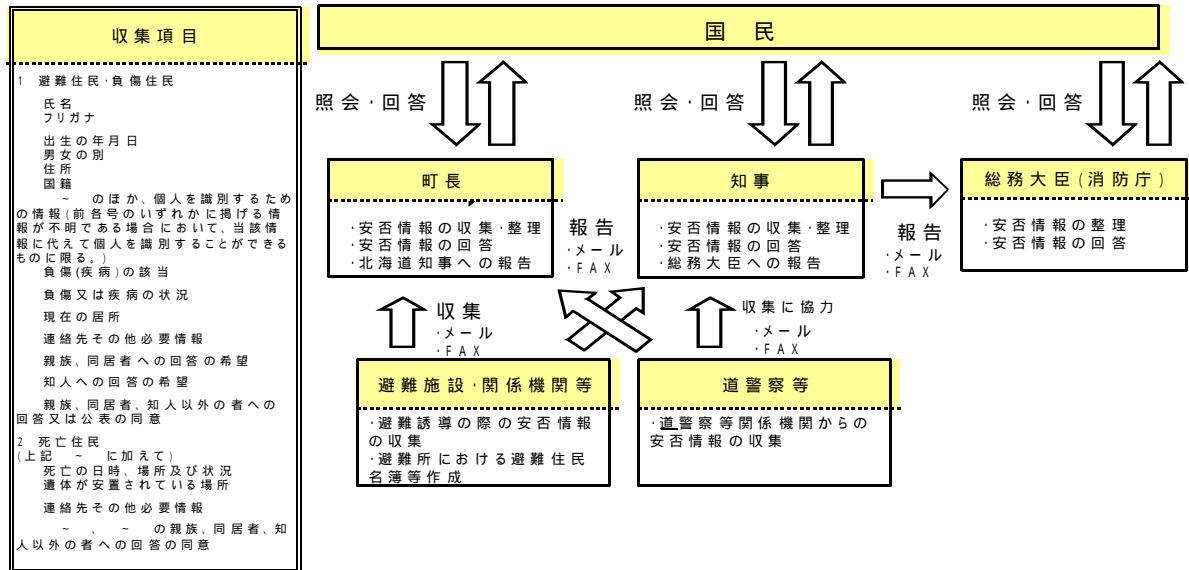 収集項目
1 避難住民・負傷住民
氏名
フリガナ
出生の年月日
男女の別
住所
国籍
～ のほか、個人を識別するため
の情報(前各号のいずれかに掲げる情
報が不明である場合において、当該情
報に代えて個人を識別することができる
ものに限る。)
負傷(疾病)の該当
負傷又は疾病の状況
現在の居所
連絡先その他必要情報
親族、同居者への回答の希望
知人への回答の希望
親族、同居者、知人以外の者への
回答又は公表の同意
2 死亡住民
(上記 ～ に加えて)
死亡の日時、場所及び状況
遺体が安置されている場所
連絡先その他必要情報
～ 、 ～ の親族、同居者、知
人以外の者への回答の同意
国 民
照会・回答
照会・回答
照会・回答
町長
・安否情報の収集・整理
・安否情報の回答
・北海道知事への報告
報告
・メール
・FAX
知事
・安否情報の収集・整理
・安否情報の回答
・総務大臣への報告
報告
・メール
・FAX
総務大臣(消防庁)
・安否情報の整理
・安否情報の回答
収集
・メール
・FAX
収集に協力
・メール
・FAX
避難施設・関係機関等
・避難誘導の際の安否情報
の収集
・避難所における避難住民
名簿等作成
道警察等
・道警察等関係機関からの
安否情報の収集